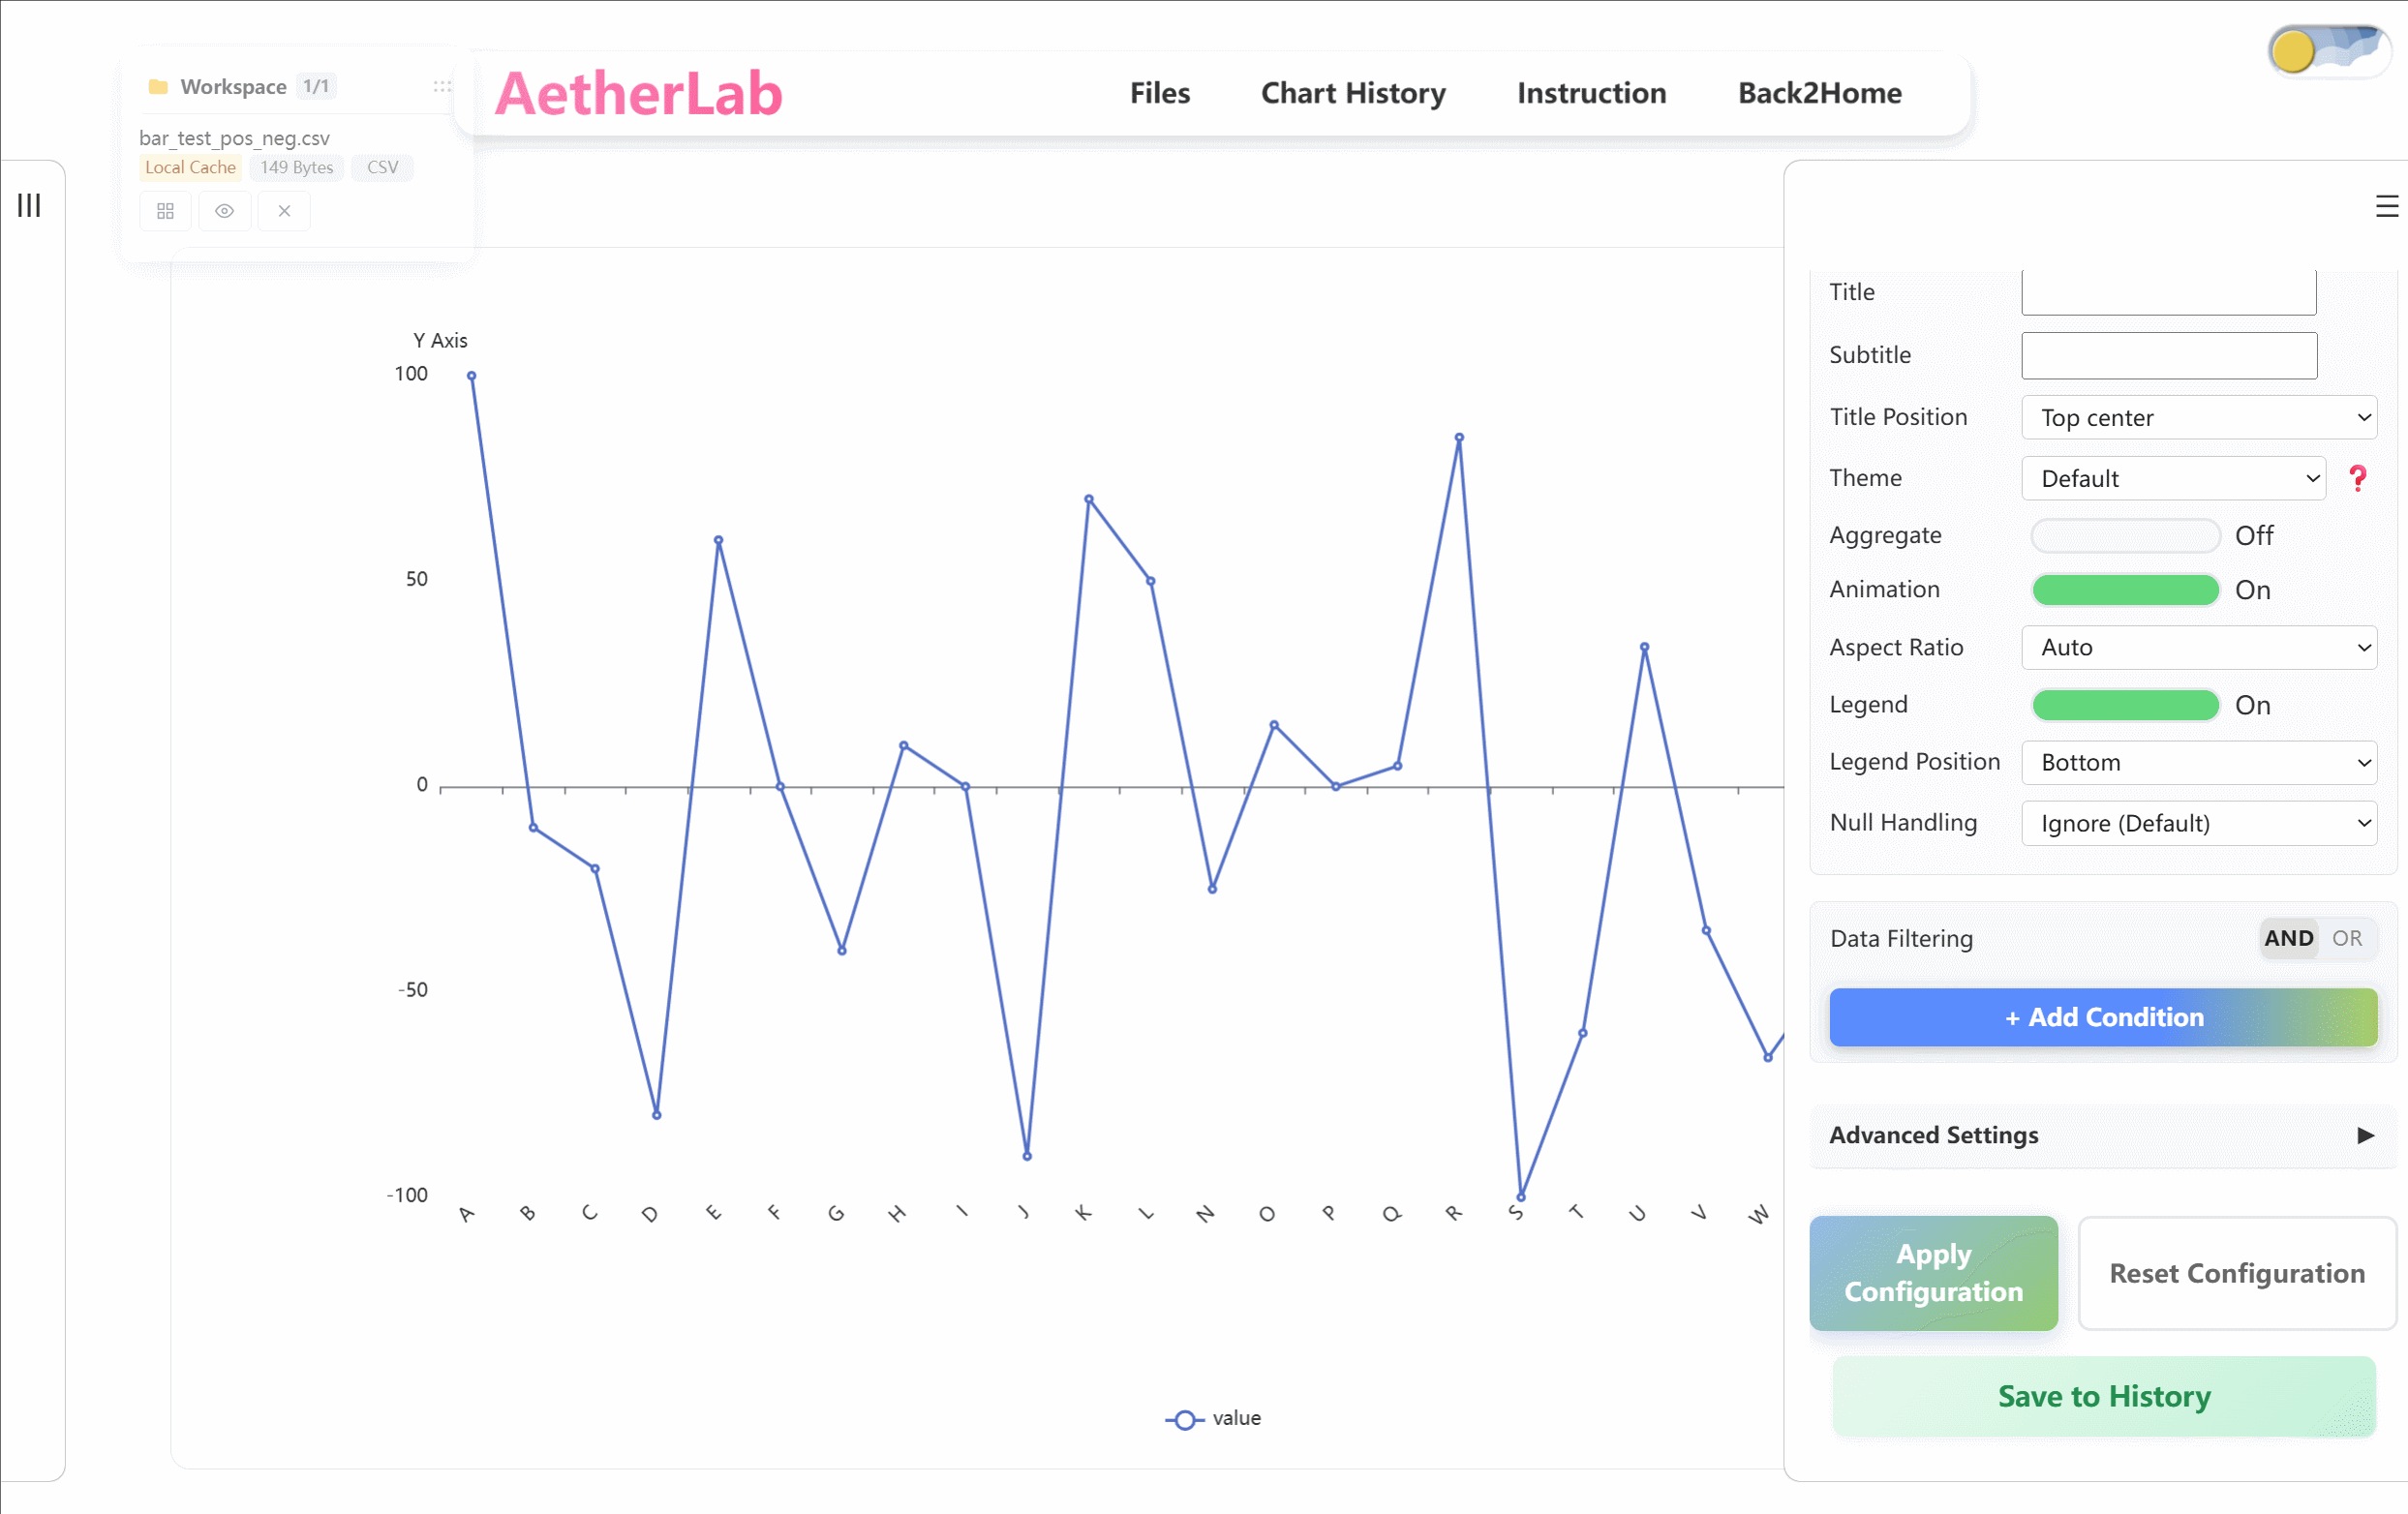 Workspace 1/1
AetherLab
Files
Chart History
Instruction
Back2Home
bar_test_pos_neg.csv
Local Cache
149 Bytes
CSV
Y Axis
100
50
0
-50
-100
A B C D E F G H I J K L N O P Q R S T U V W
value
Title
Subtitle
Title Position
Top center
Theme
Default
Aggregate
Off
Animation
On
Aspect Ratio
Auto
Legend
On
Legend Position
Bottom
Null Handling
Ignore (Default)
Data Filtering
AND OR
+ Add Condition
Advanced Settings
Apply
Configuration
Reset Configuration
Save to History